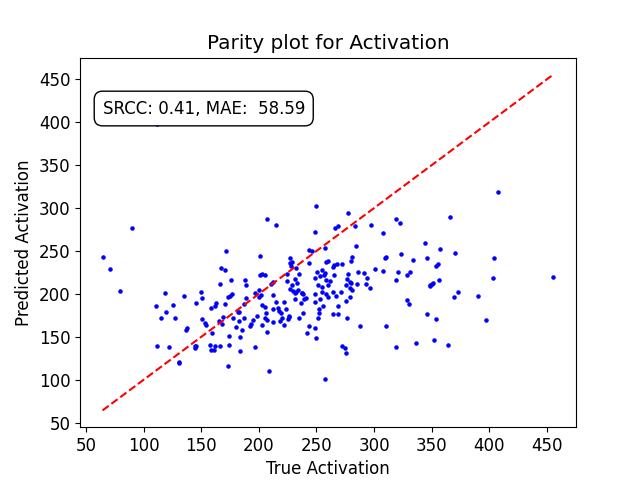 Parity plot for Activation
SRCC: 0.41, MAE:  58.59
Predicted Activation
450
400
350
300
250
200
150
100
50
50 100 150 200 250 300 350 400 450
True Activation